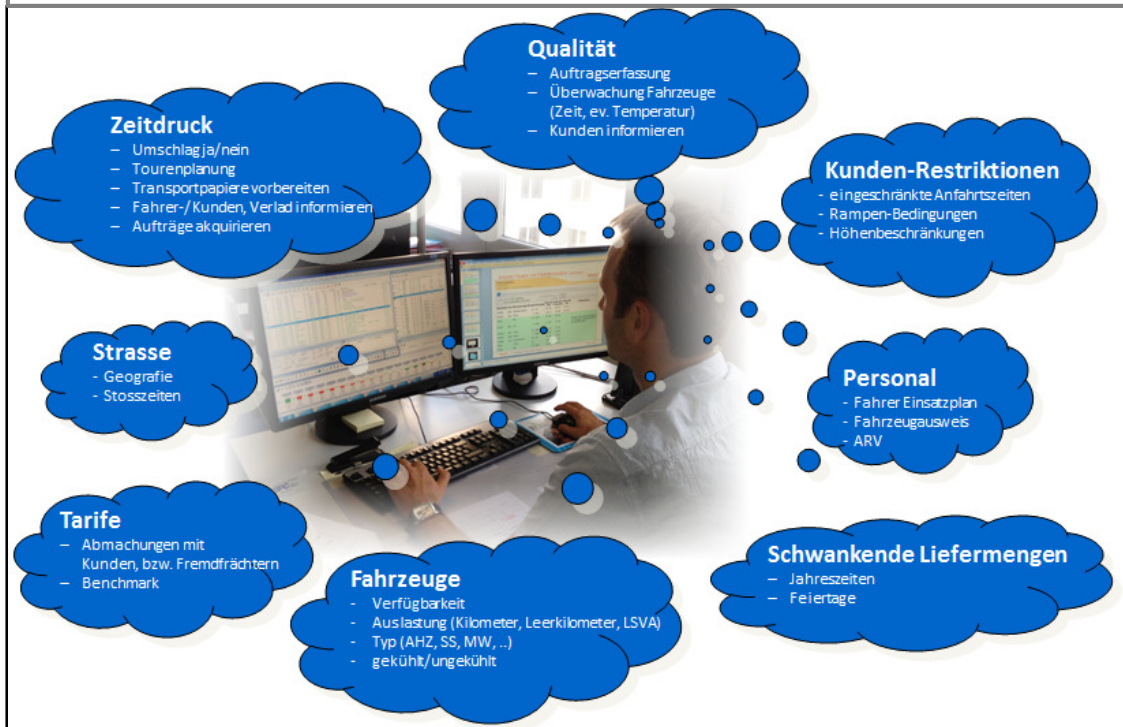 Qualität
– Auftragserfassung
– Überwachung Fahrzeuge
(Zeit, ev. Temperatur)
– Kunden informieren
Zeitdruck
– Umschlag ja/nein
– Tourenplanung
– Transportpapiere vorbereiten
– Fahrer-/ Kunden, Verlad informieren
– Aufträge akquirieren
Kunden-Restriktionen
- eingeschränkte Anfahrtszeiten
- Rampen-Bedingungen
- Höhenbeschränkungen
Strasse
- Geografie
- Stosszeiten
Personal
- Fahrer Einsatzplan
- Fahrzeugausweis
- ARV
Tarife
– Abmachungen mit
Kunden, bzw. Fremdfrächtern
– Benchmark
Fahrzeuge
- Verfügbarkeit
- Auslastung (Kilometer, Leerkilometer, LSVA)
- Typ (AHZ, SS, MW, ..)
- gekühlt/ungekühlt
Schwankende Liefermengen
– Jahreszeiten
– Feiertage